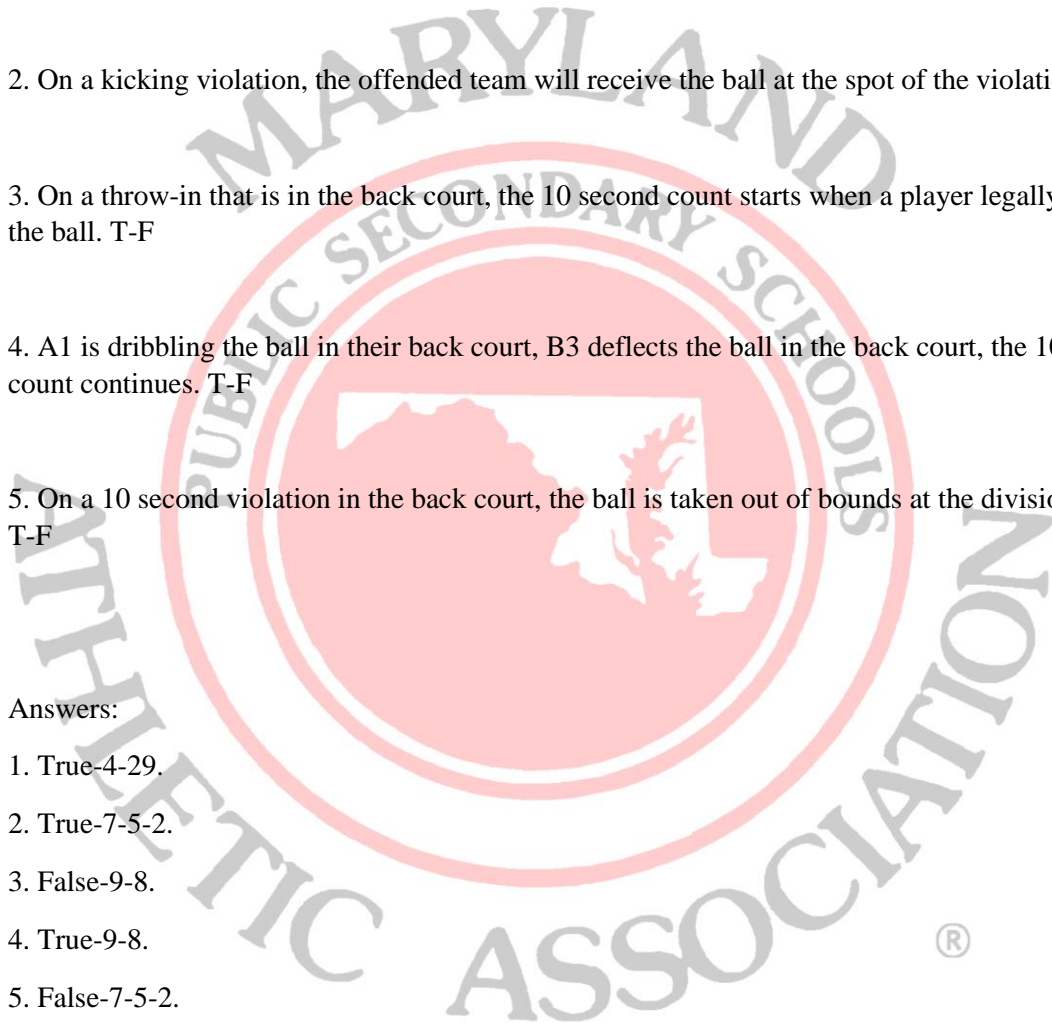 2. On a kicking violation, the offended team will receive the ball at the spot of the
3. On a throw-in that is in the back court, the 10 second count starts when a player legally
the ball. T-F
4. A1 is dribbling the ball in their back court, B3 deflects the ball in the back court, the
count continues. T-F
5. On a 10 second violation in the back court, the ball is taken out of bounds at the
T-F
Answers:
1. True-4-29.
2. True-7-5-2.
3. False-9-8.
4. True-9-8.
5. False-7-5-2.
MARYLAND
PUBLIC SECONDARY SCHOOLS
ATHLETIC ASSOCIATION
®